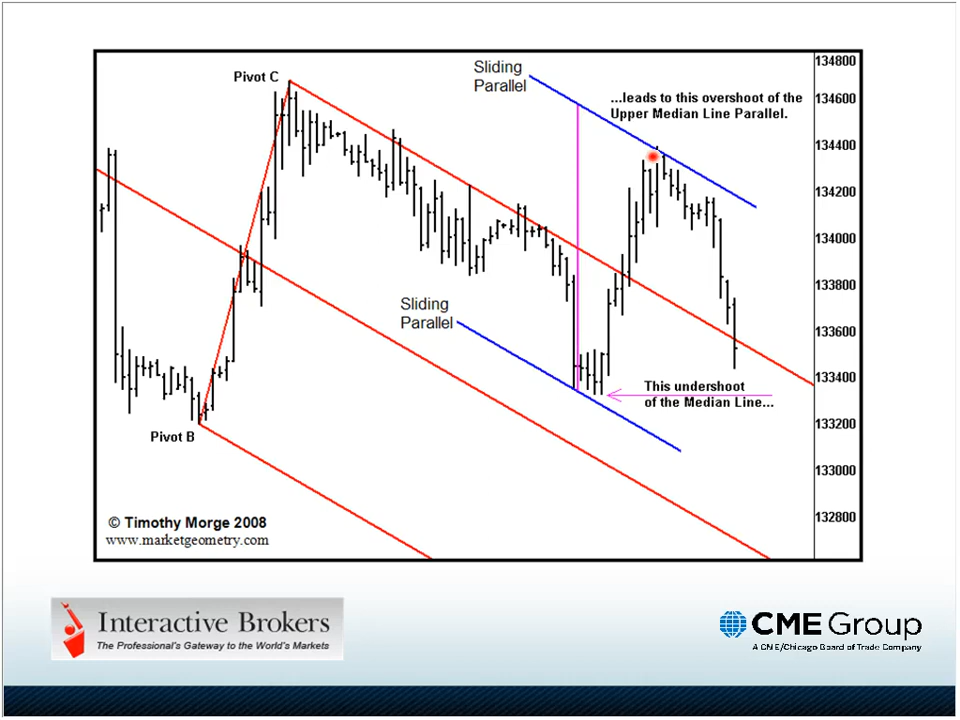 Pivot C
Sliding
Parallel
...leads to this overshoot of the
Upper Median Line Parallel.
134800
134600
134400
134200
134000
133800
133600
133400
133200
133000
132800
Sliding
Parallel
This undershoot
of the Median Line...
Pivot B
© Timothy Morge 2008
www.marketgeometry.com
Interactive Brokers
The Professional's Gateway to the World's Markets
CME Group
A CME/Chicago Board of Trade Company